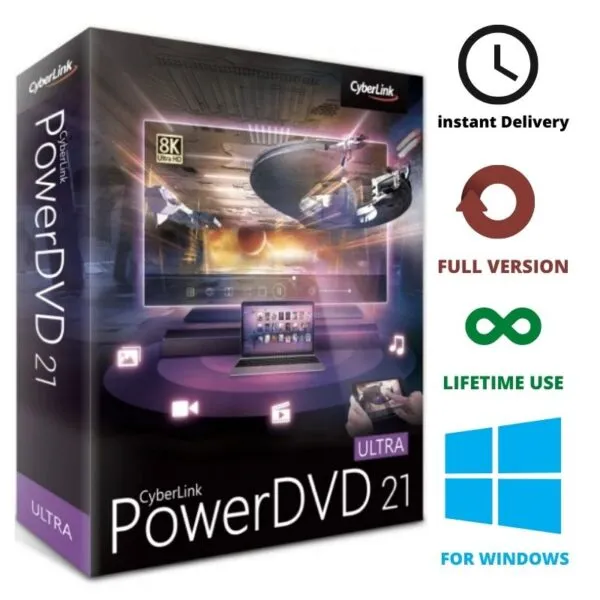 CyberLink
CyberLink
PowerDVD 21
ULTRA
CyberLink
8K
Ultra HD
ULTRA
CyberLink
PowerDVD 21
instant Delivery
FULL VERSION
LIFETIME USE
FOR WINDOWS